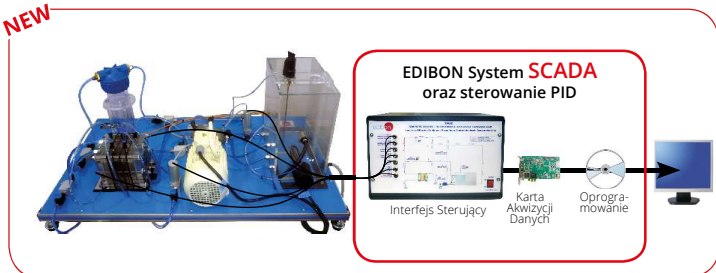 NEW
EDIBON System SCADA
oraz sterowanie PID
Interfejs Sterujący
Karta
Akwizycji
Danych
Oprogra-
mowanie